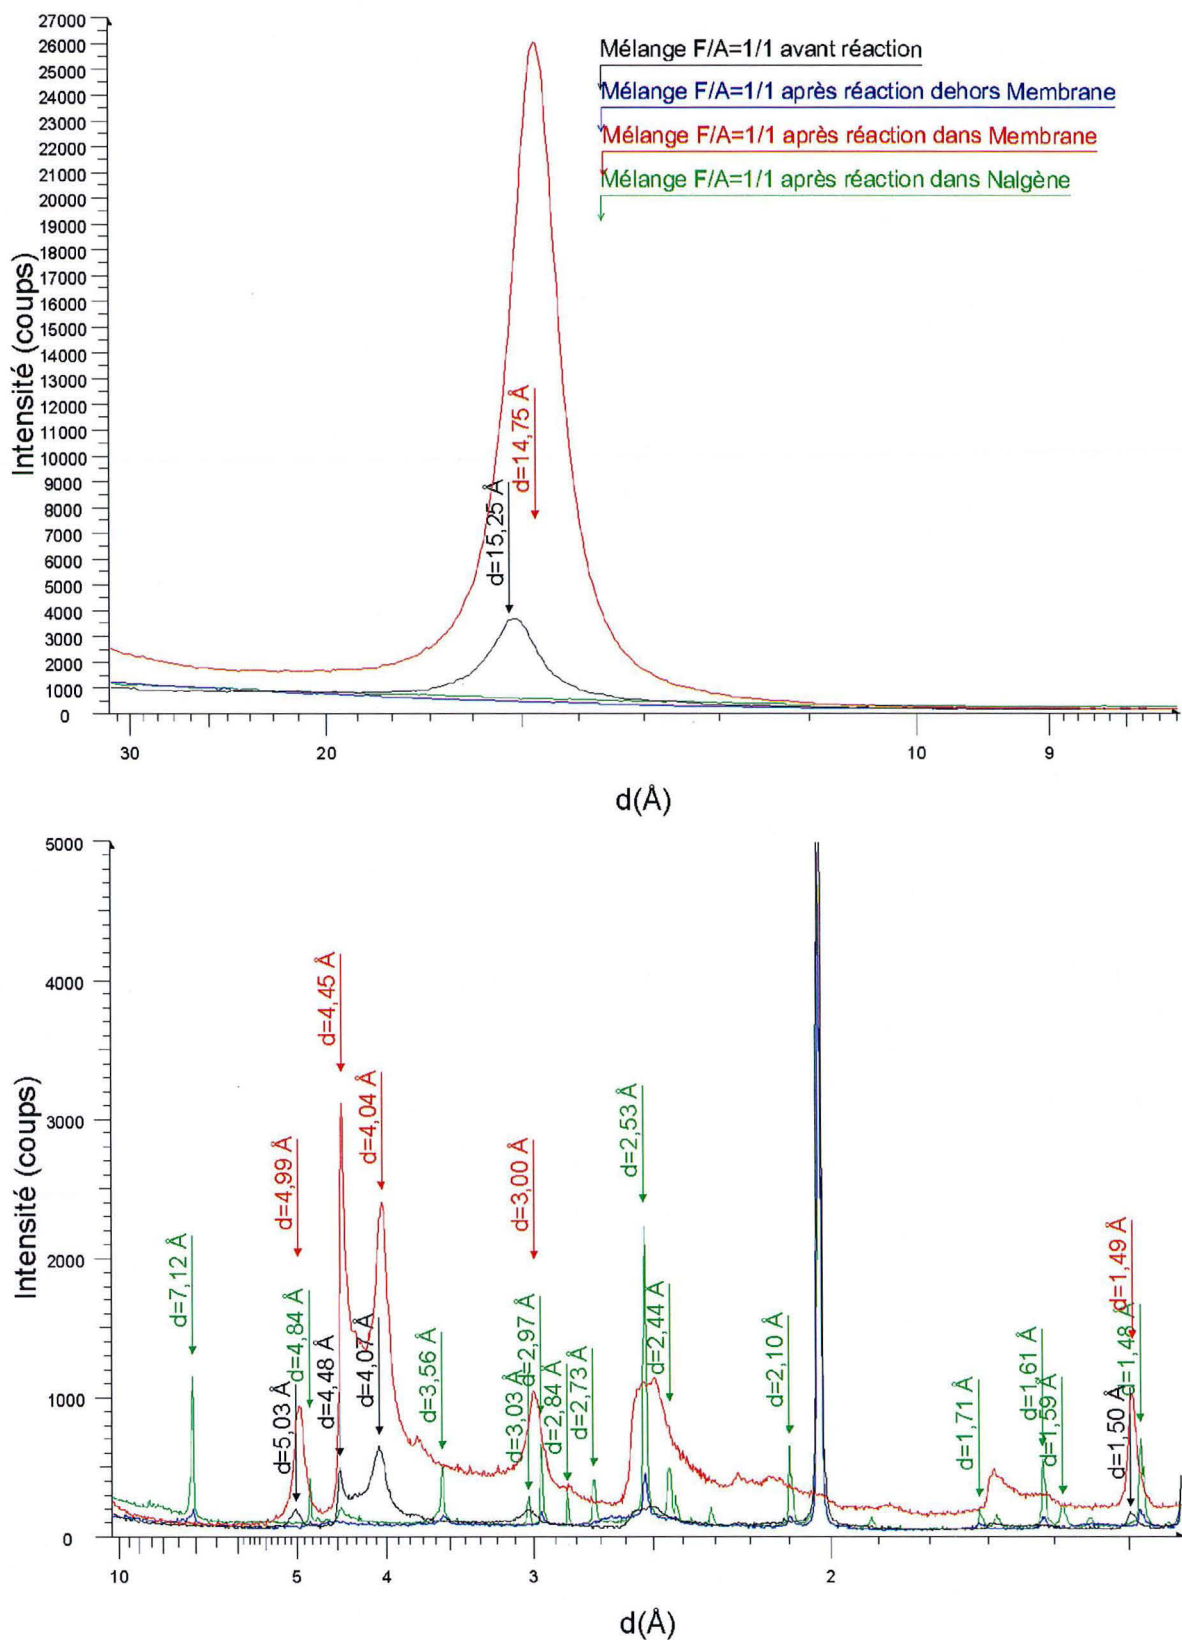 27000
26000
25000
24000
23000
22000
21000
20000
19000
18000
17000
16000
15000
14000
13000
12000
11000
10000
9000
8000
7000
6000
5000
4000
3000
2000
1000
0
Intensité (coups)
Mélange F/A=1/1 avant réaction
Mélange F/A=1/1 après réaction dehors Membrane
Mélange F/A=1/1 après réaction dans Membrane
Mélange F/A=1/1 après réaction dans Nalgène
d=15,25 Å
d=14,75 Å
30 20 10 9
d(Å)
5000
4000
3000
2000
1000
0
Intensité (coups)
d=7,12 Å
d=4,99 Å
d=5,03 Å
d=4,84 Å
d=4,45 Å
d=4,48 Å
d=4,04 Å
d=4,07 Å
d=3,56 Å
d=3,00 Å
d=3,03 Å
d=2,97 Å
d=2,84 Å
d=2,73 Å
d=2,53 Å
d=2,44 Å
d=2,10 Å
d=1,71 Å
d=1,61 Å
d=1,59 Å
d=1,49 Å
d=1,50 Å
d=1,48 Å
10 5 4 3 2
d(Å)